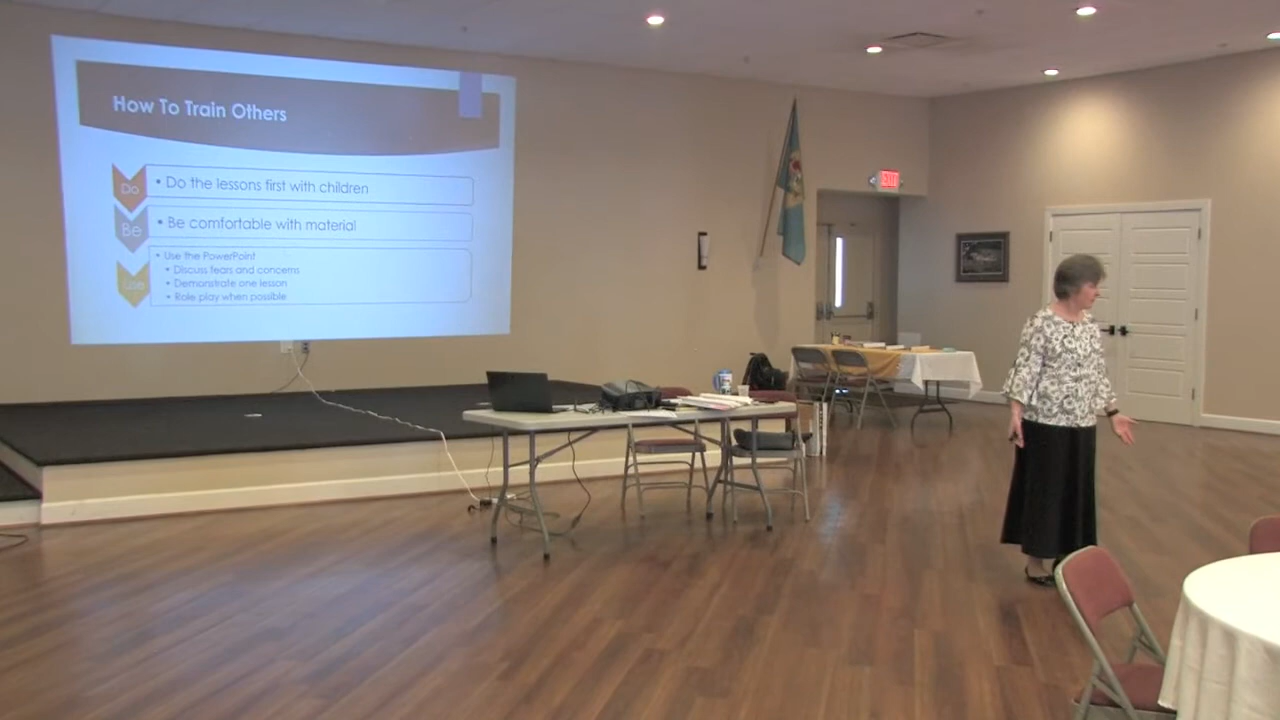 How To Train Others
Do
• Do the lessons first with children
Be
• Be comfortable with material
Use
• Use the PowerPoint
• Discuss fears and concerns
• Demonstrate one lesson
• Role play when possible
EXIT